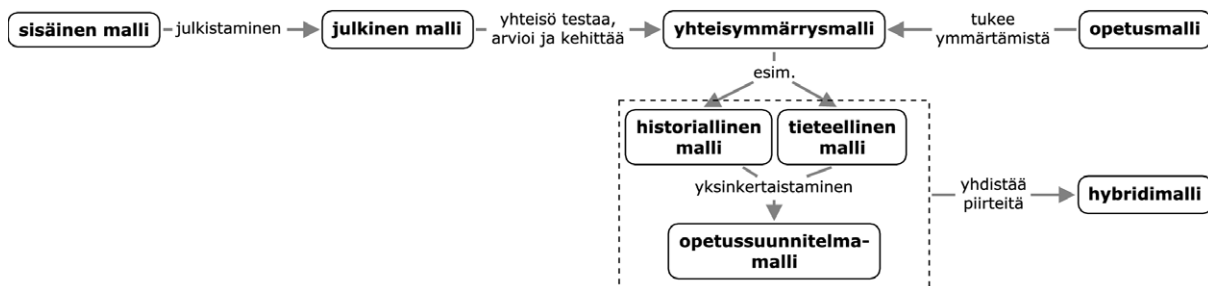 sisäinen malli
julkistaminen
julkinen malli
yhteisö testaa,
arvioi ja kehittää
yhteisymmärrysmalli
tukee
ymmärtämistä
opetusmalli
esim.
historiallinen
malli
tieteellinen
malli
yksinkertaistaminen
opetussuunnitelma-
malli
yhdistää
piirteitä
hybridimalli